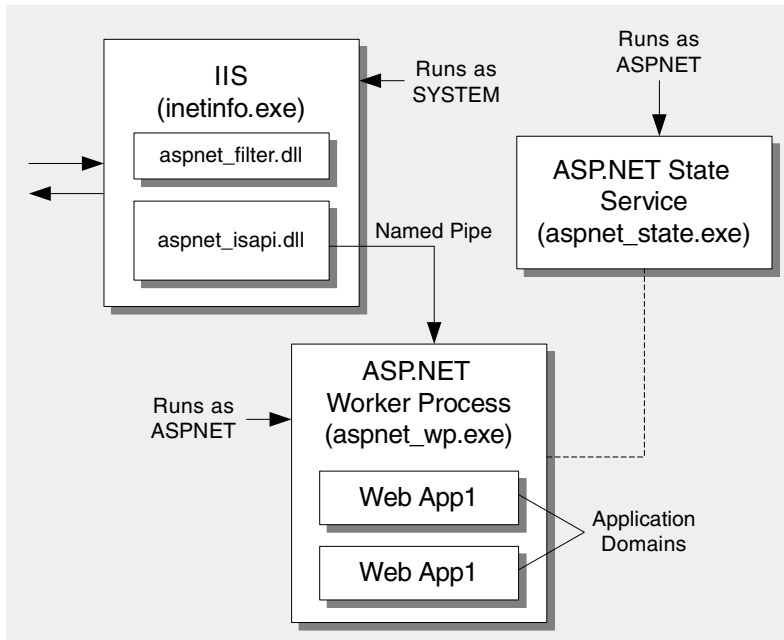 IIS
(inetinfo.exe)
aspnet_filter.dll
aspnet_isapi.dll
Runs as
SYSTEM
Runs as
ASPNET
ASP.NET State
Service
(aspnet_state.exe)
Named Pipe
ASP.NET
Worker Process
(aspnet_wp.exe)
Runs as
ASPNET
Web App1
Web App1
Application
Domains